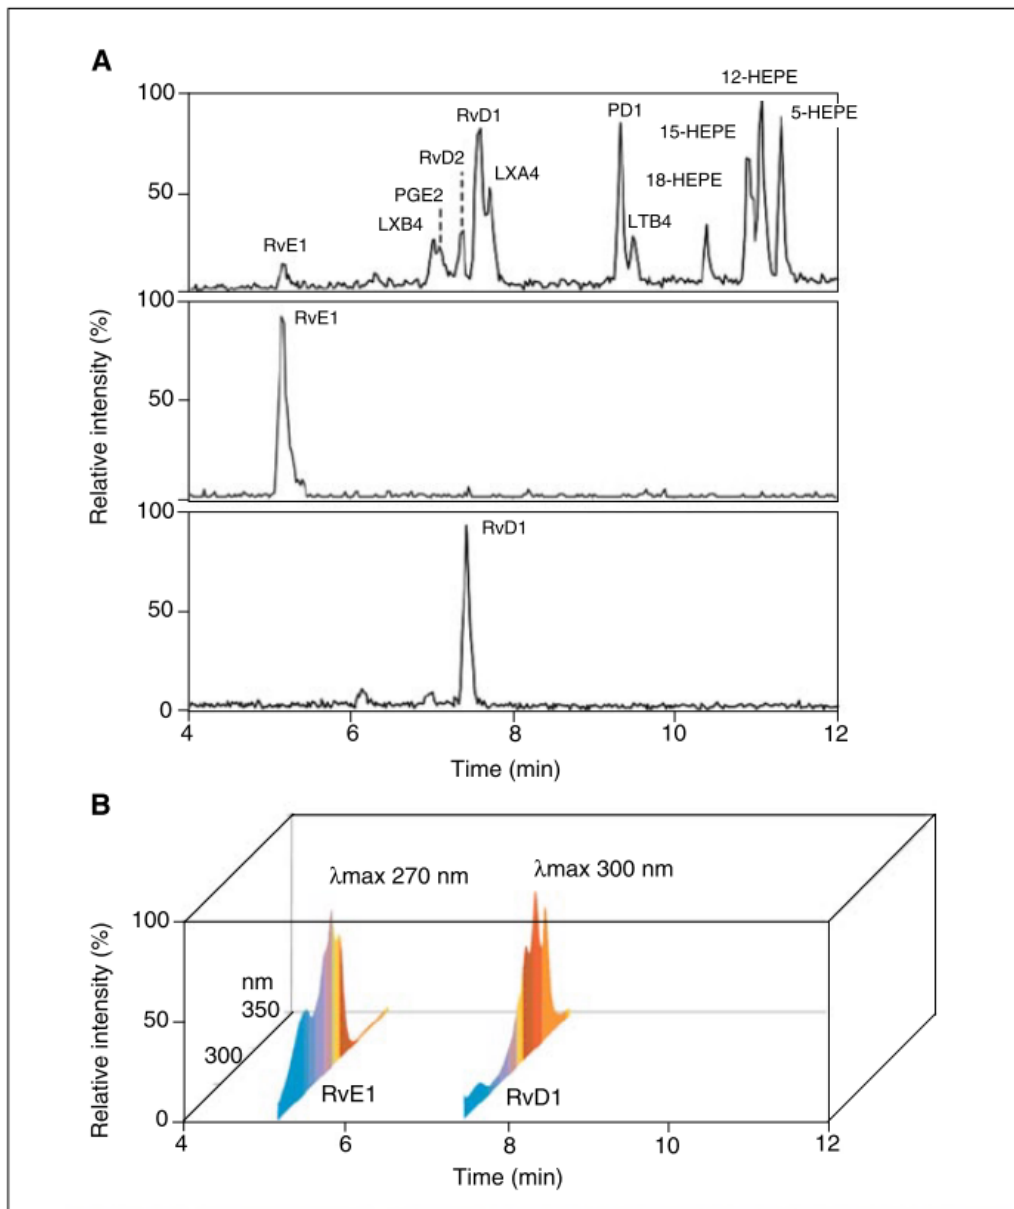 A
12-HEPE
100
RvD1
PD1
5-HEPE
15-HEPE
RvD2
LXA4
18-HEPE
50
PGE2
LXB4
LTB4
RvE1
100
RvE1
50
100
RvD1
50
0
4 6 8 10 12
Relative intensity (%)
Time (min)
B
λmax 270 nm
λmax 300 nm
100
nm
350
50
300
RvE1
RvD1
0
4 6 8 10 12
Relative intensity (%)
Time (min)